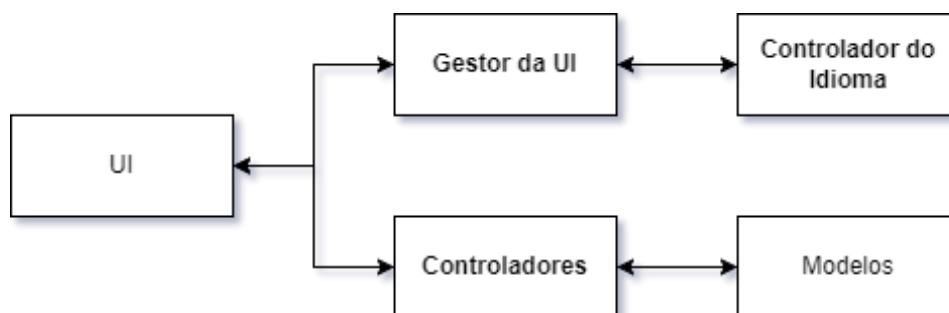 Gestor da UI
Controlador do
Idioma
UI
Controladores
Modelos